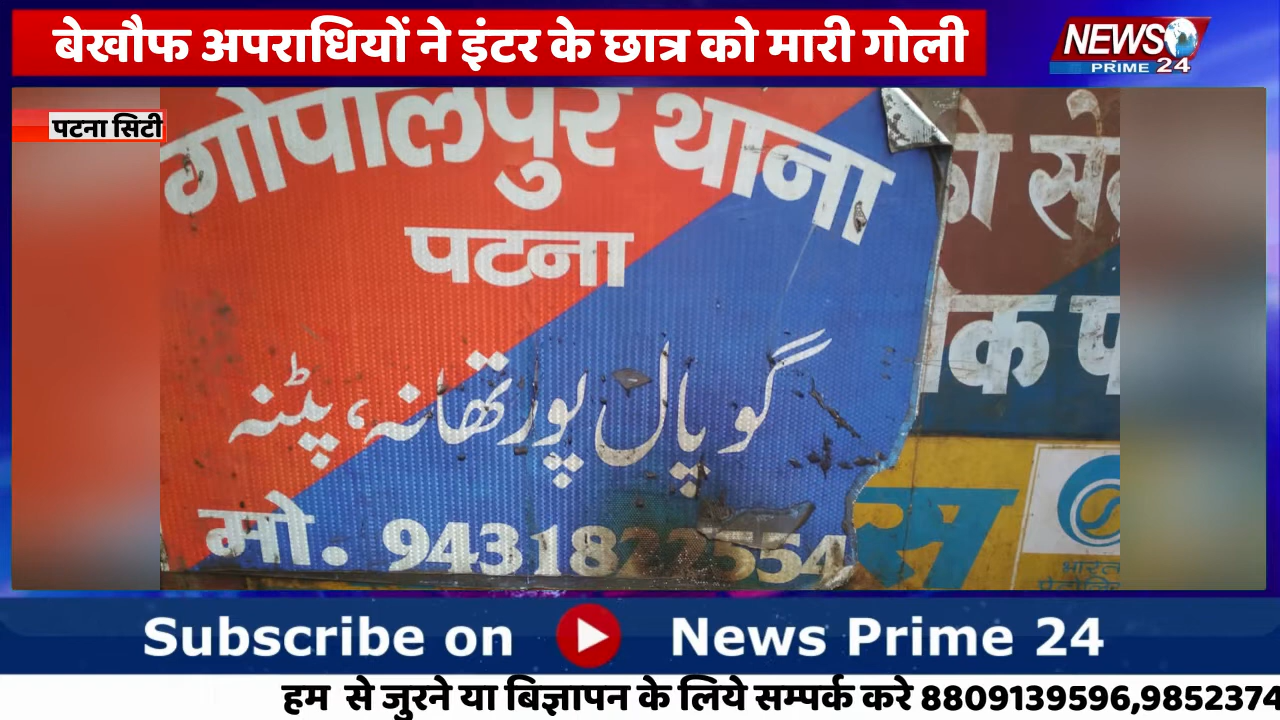 बेखौफ अपराधियों ने इंटर के छात्र को मारी गोली
NEWS
PRIME 24
पटना सिटी
गोपालपुर थाना
पटना
گوپال پور تھانہ، پٹنہ
मो. 9431822554
क प
स
भारत
Subscribe on News Prime 24
हम से जुरने या बिज्ञापन के लिये सम्पर्क करे 8809139596,9852374